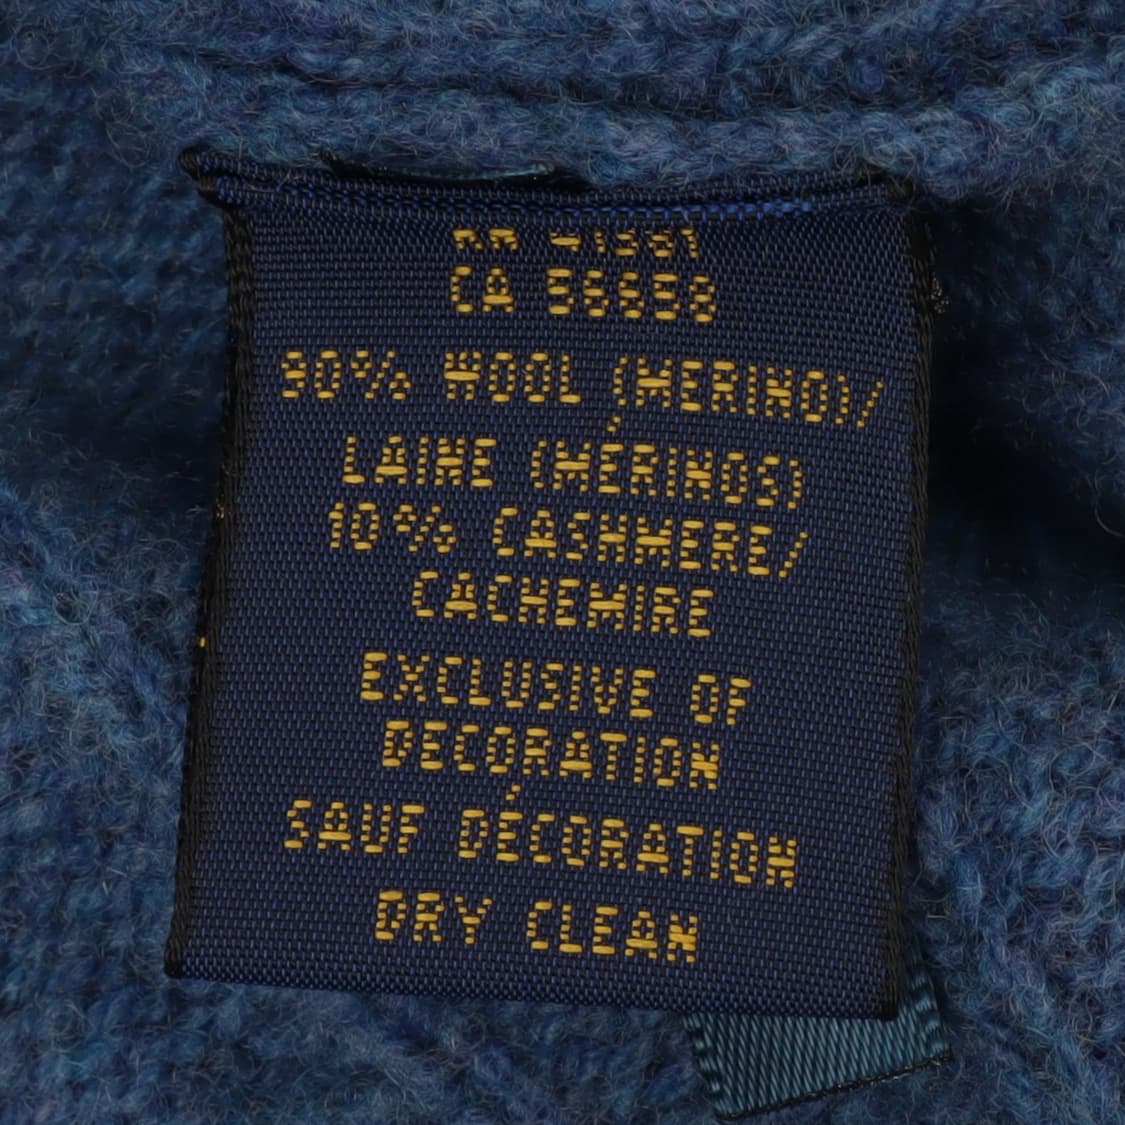 CA 56658
90% WOOL (MERINO)/
LAINE (MÉRINOS)
10% CASHMERE/
CACHEMIRE
EXCLUSIVE OF
DECORATION
SAUF DÉCORATION
DRY CLEAN